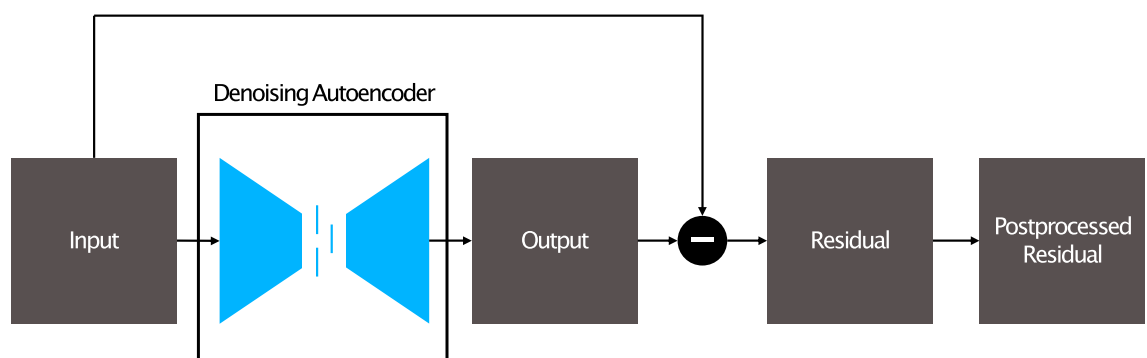 Denoising Autoencoder
Input
Output
Residual
Postprocessed
Residual